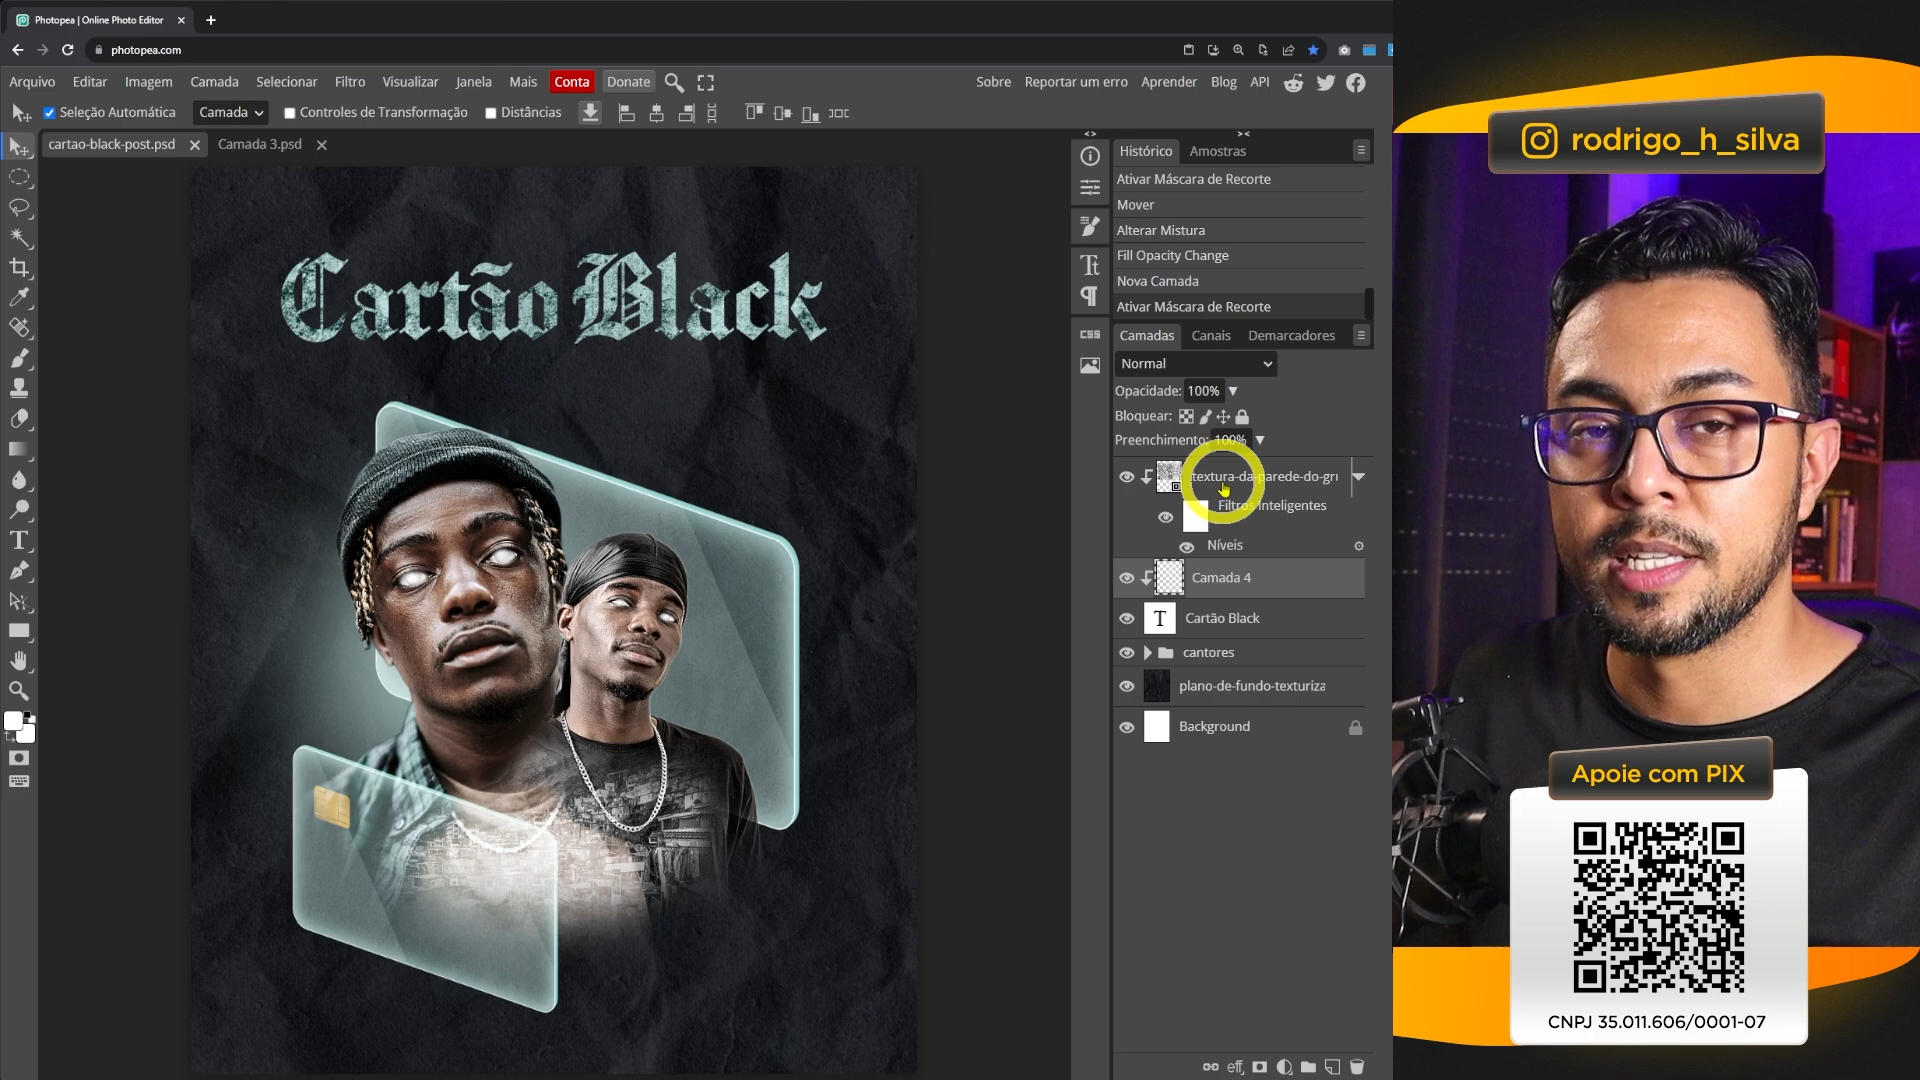 Photopea | Online Photo Editor
photopea.com
Arquivo Editar Imagem Camada Selecionar Filtro Visualizar Janela Mais Conta Donate
Sobre Reportar um erro Aprender Blog API
Seleção Automática Camada Controles de Transformação Distâncias
cartao-black-post.psd Camada 3.psd
Cartão Black
Histórico Amostras
Ativar Máscara de Recorte
Mover
Alterar Mistura
Fill Opacity Change
Nova Camada
Ativar Máscara de Recorte
CSS
Camadas Canais Demarcadores
Normal
Opacidade: 100%
Bloquear:
Preenchimento: 100%
textura-da-parede-do-gru
Filtros Inteligentes
Níveis
Camada 4
T Cartão Black
cantores
plano-de-fundo-texturiza
Background
eff
rodrigo_h_silva
Apoie com PIX
CNPJ 35.011.606/0001-07